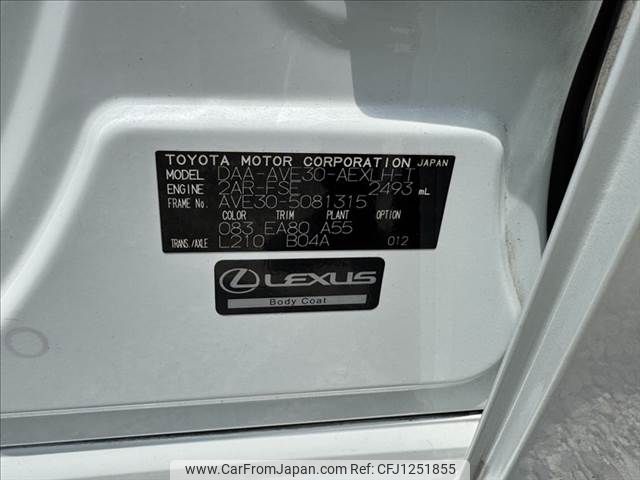 TOYOTA MOTOR CORPORATION JAPAN
MODEL DAA-AVE30-AEXLH-T
ENGINE 2AR-FSE 2493 mL
FRAME No. AVE30-5081315
COLOR TRIM PLANT OPTION
083 EA80 A55
TRANS./AXLE L210 B04A 012
LEXUS
Body Coat
www.CarFromJapan.com
© CarFromJapan - CFJ1251855